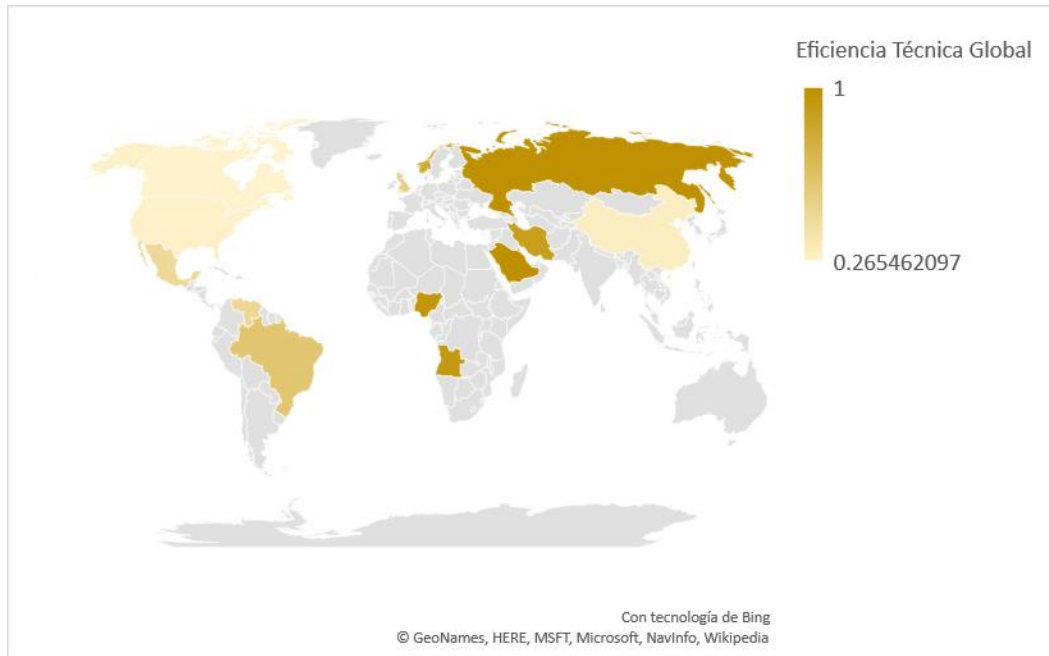 Eficiencia Técnica Global
1
0.265462097
Con tecnología de Bing
© GeoNames, HERE, MSFT, Microsoft, NavInfo, Wikipedia